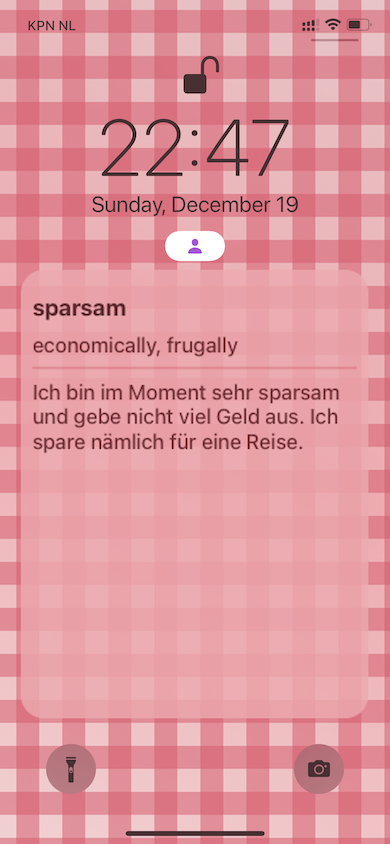 KPN NL
22:47
Sunday, December 19
sparsam
economically, frugally
Ich bin im Moment sehr sparsam
und gebe nicht viel Geld aus. Ich
spare nämlich für eine Reise.